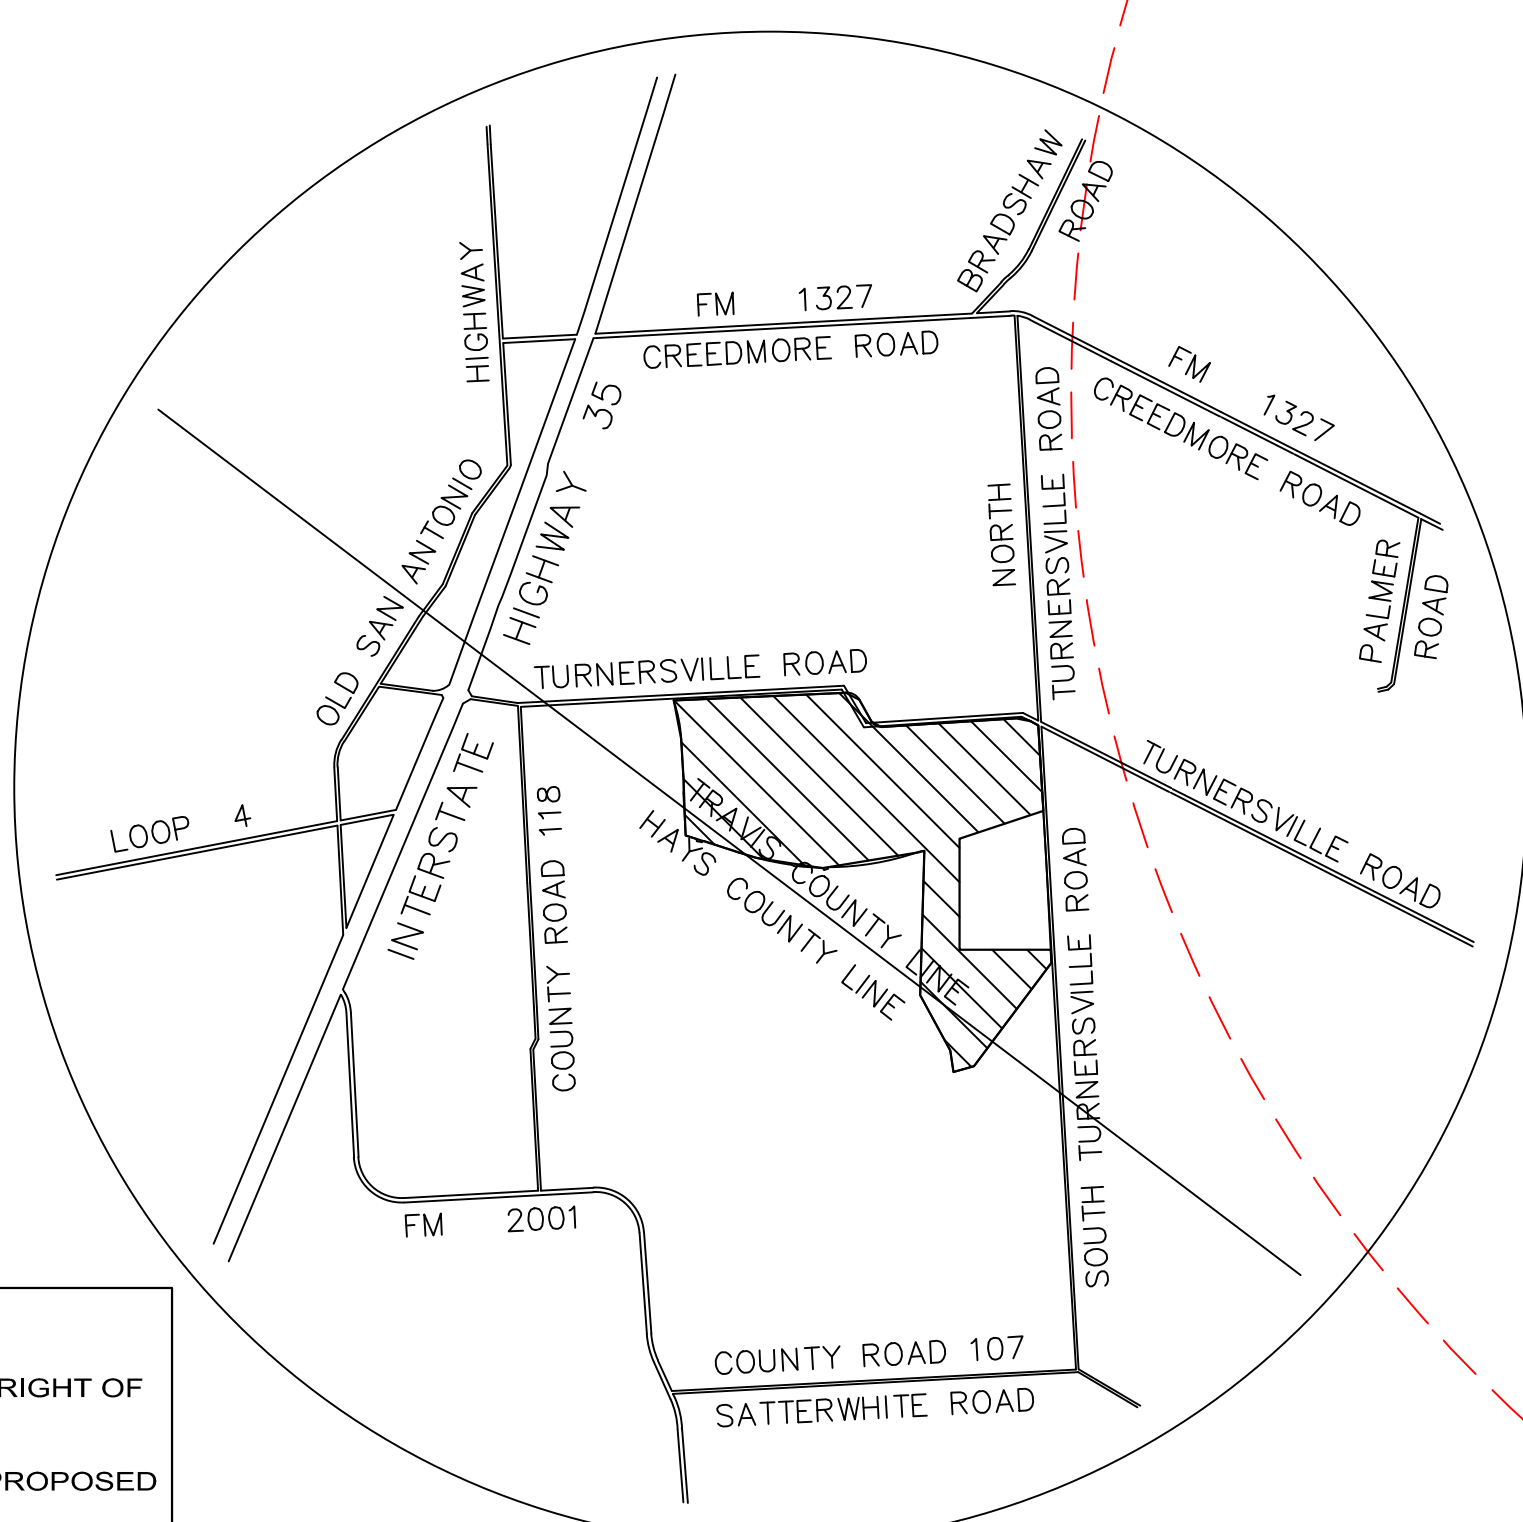 BRADSHAW
ROAD
HIGHWAY
FM 1327
CREEDMORE ROAD
35
FM 1327
CREEDMORE ROAD
OLD SAN ANTONIO
HIGHWAY
NORTH
TURNERSVILLE ROAD
PALMER
ROAD
TURNERSVILLE ROAD
INTERSTATE
LOOP 4
COUNTY ROAD 118
TRAVIS COUNTY LINE
HAYS COUNTY LINE
TURNERSVILLE ROAD
SOUTH TURNERSVILLE ROAD
FM 2001
COUNTY ROAD 107
SATTERWHITE ROAD
RIGHT OF
PROPOSED